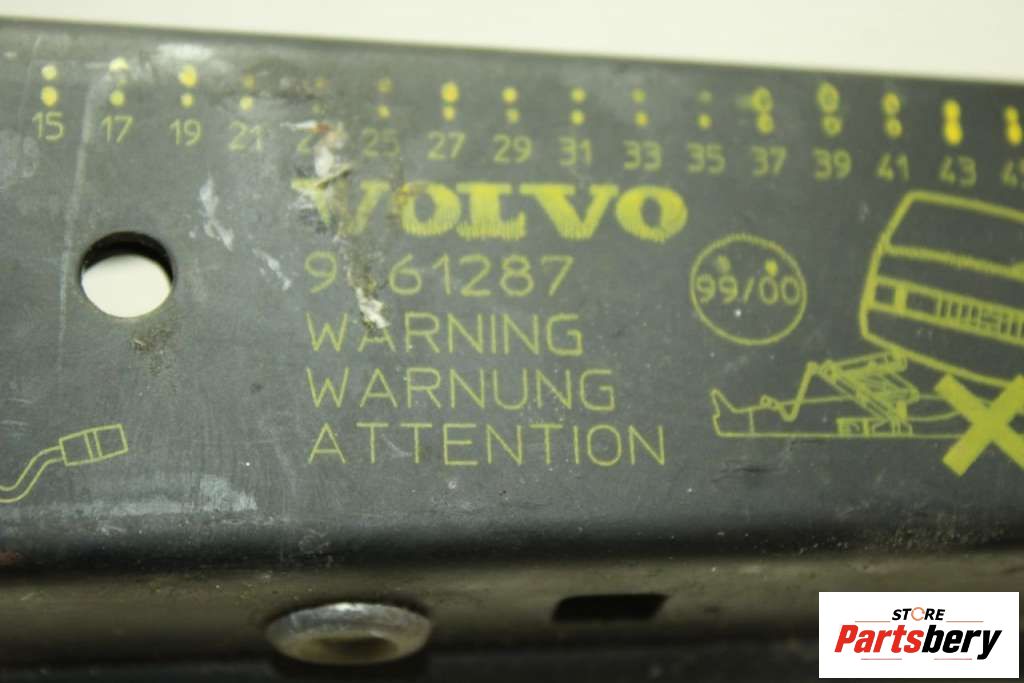 15 17 19 21 25 27 29 31 33 35 37 39 41 43
VOLVO
99/00
WARNING
WARNUNG
ATTENTION
STORE
Partsbery